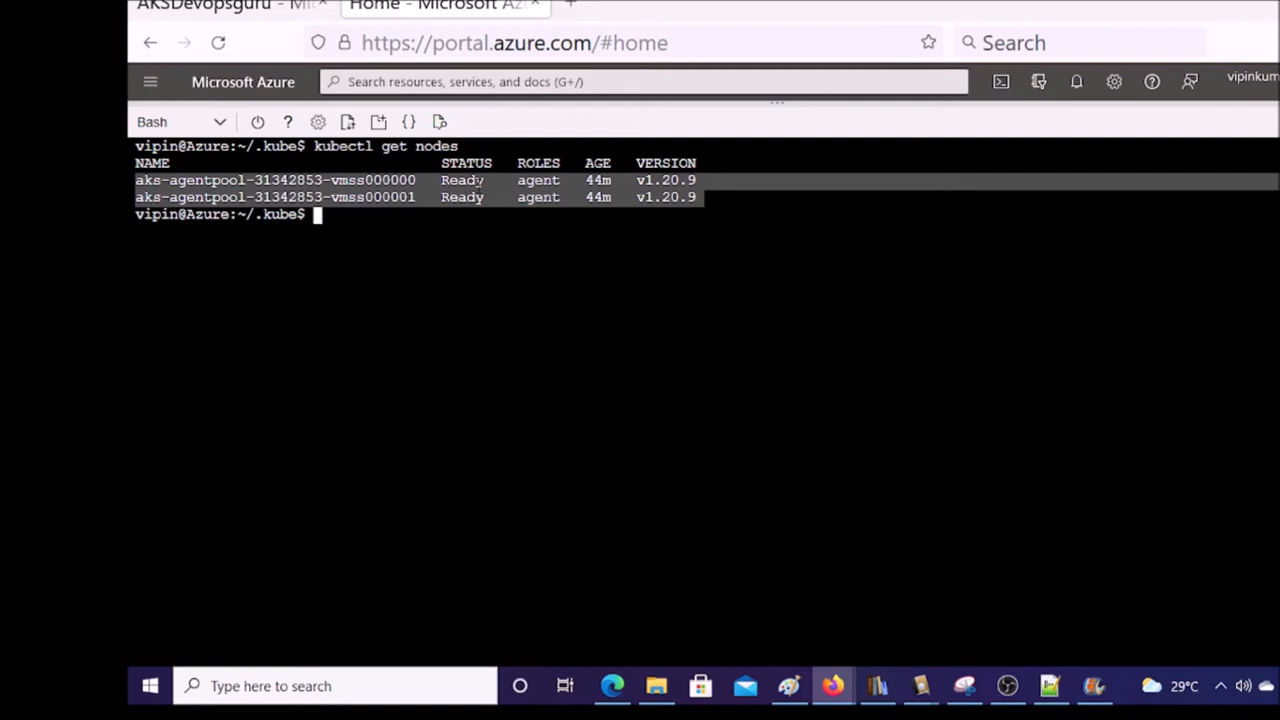 AKSDevopsguru - Mi
Home - Microsoft Az
https://portal.azure.com/#home
Search
Microsoft Azure
Search resources, services, and docs (G+/)
vipinkum
Bash
vipin@Azure:~/.kube$ kubectl get nodes
NAME STATUS ROLES AGE VERSION
aks-agentpool-31342853-vmss000000 Ready agent 44m v1.20.9
aks-agentpool-31342853-vmss000001 Ready agent 44m v1.20.9
vipin@Azure:~/.kube$
Type here to search
29°C